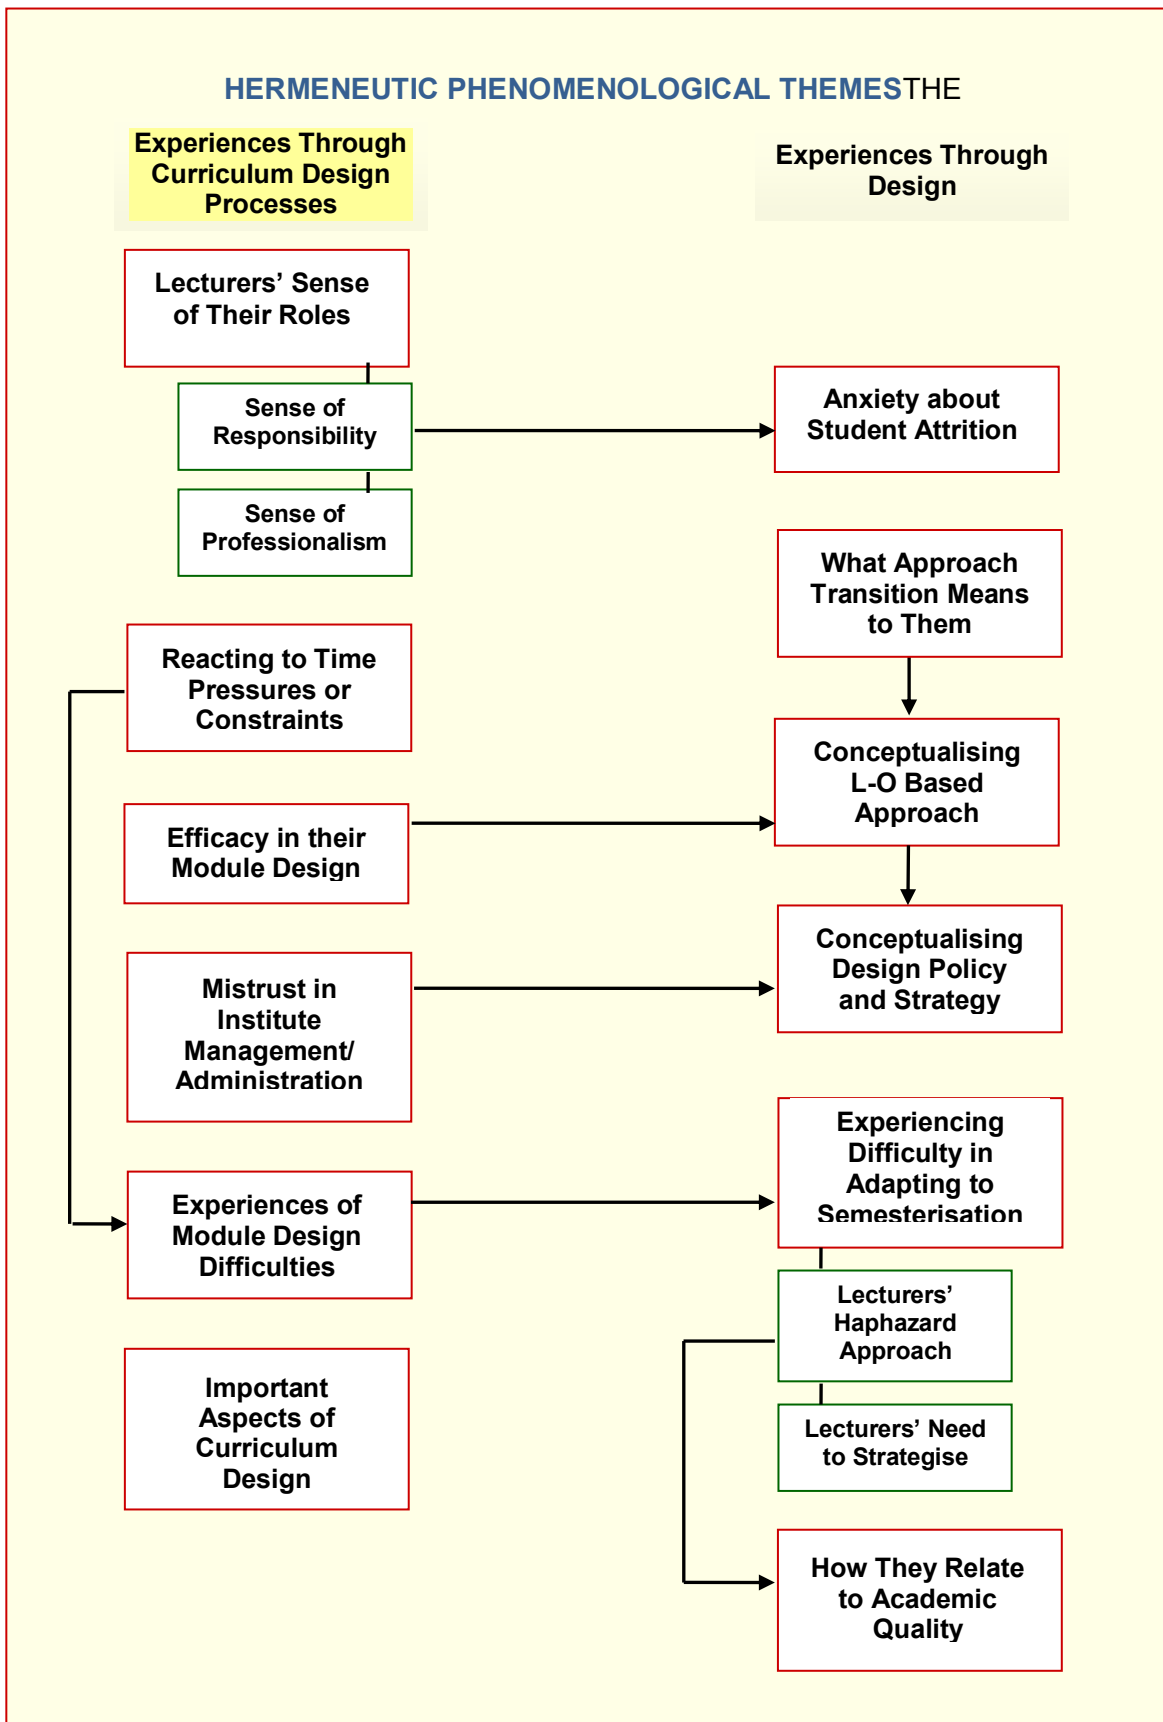 HERMENEUTIC PHENOMENOLOGICAL THEMESTHE
Experiences Through
Curriculum Design
Processes
Lecturers’ Sense
of Their Roles
Sense of
Responsibility
Sense of
Professionalism
Reacting to Time
Pressures or
Constraints
Efficacy in their
Module Design
Mistrust in
Institute
Management/
Administration
Experiences of
Module Design
Difficulties
Important
Aspects of
Curriculum
Design
Experiences Through
Design
Anxiety about
Student Attrition
What Approach
Transition Means
to Them
Conceptualising
L-O Based
Approach
Conceptualising
Design Policy
and Strategy
Experiencing
Difficulty in
Adapting to
Semesterisation
Lecturers’
Haphazard
Approach
Lecturers’ Need
to Strategise
How They Relate
to Academic
Quality